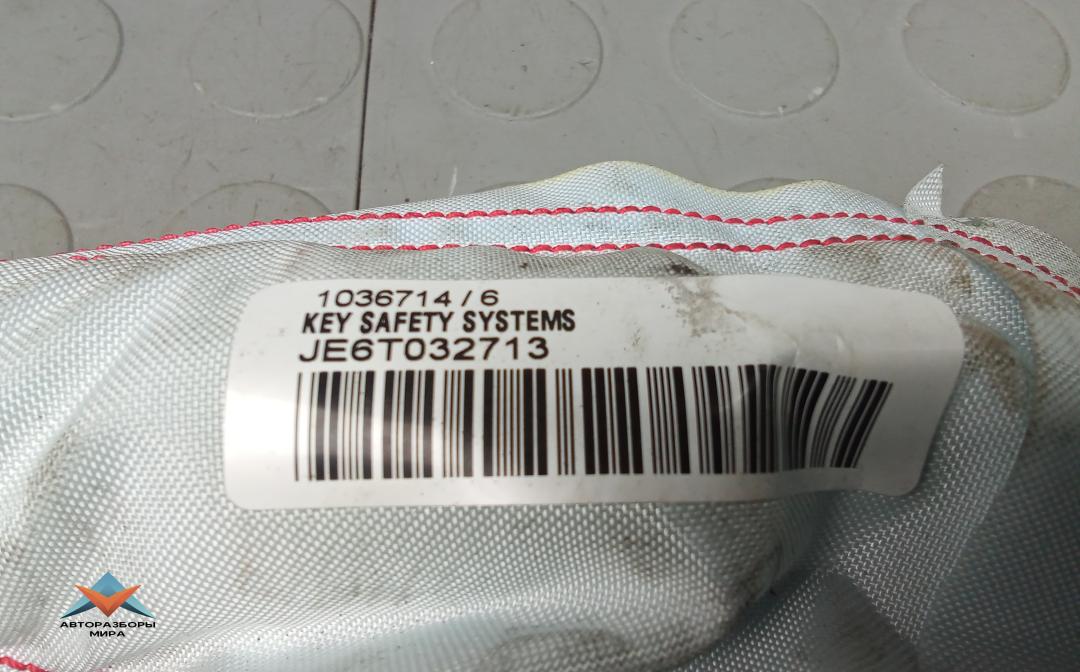 1036714 / 6
KEY SAFETY SYSTEMS
JE6T032713
АВТОРАЗБОРЫ
МИРА